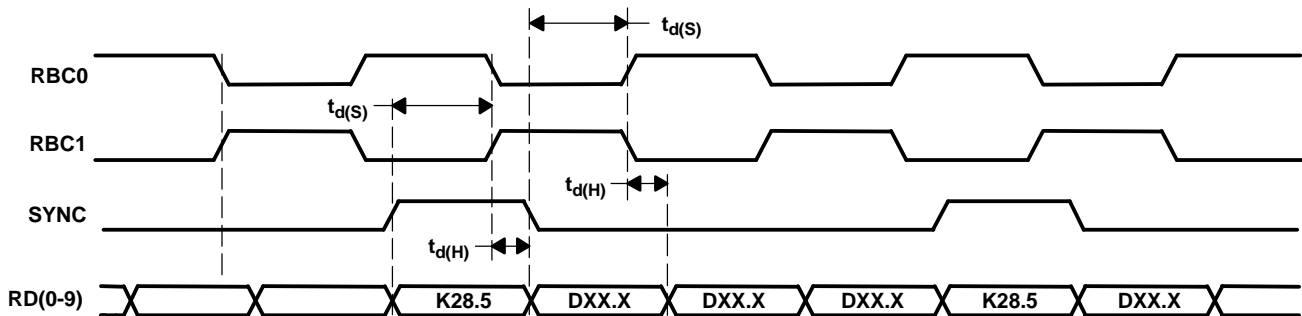 t_d(S)
RBC0
t_d(S)
RBC1
t_d(H)
SYNC
t_d(H)
RD(0-9) K28.5 DXX.X DXX.X DXX.X K28.5 DXX.X